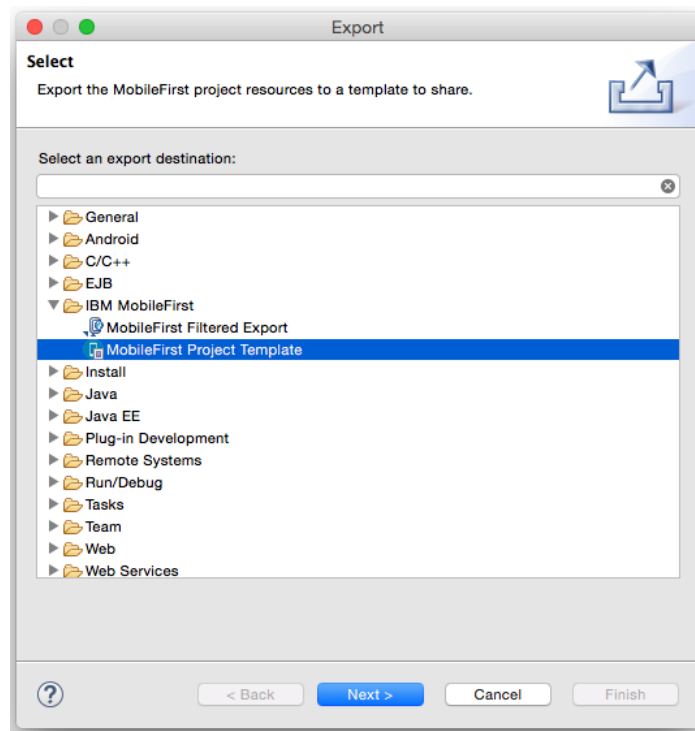 Export
Select
Export the MobileFirst project resources to a template to share.
Select an export destination:
General
Android
C/C++
EJB
IBM MobileFirst
MobileFirst Filtered Export
MobileFirst Project Template
Install
Java
Java EE
Plug-in Development
Remote Systems
Run/Debug
Tasks
Team
Web
Web Services
? < Back Next > Cancel Finish